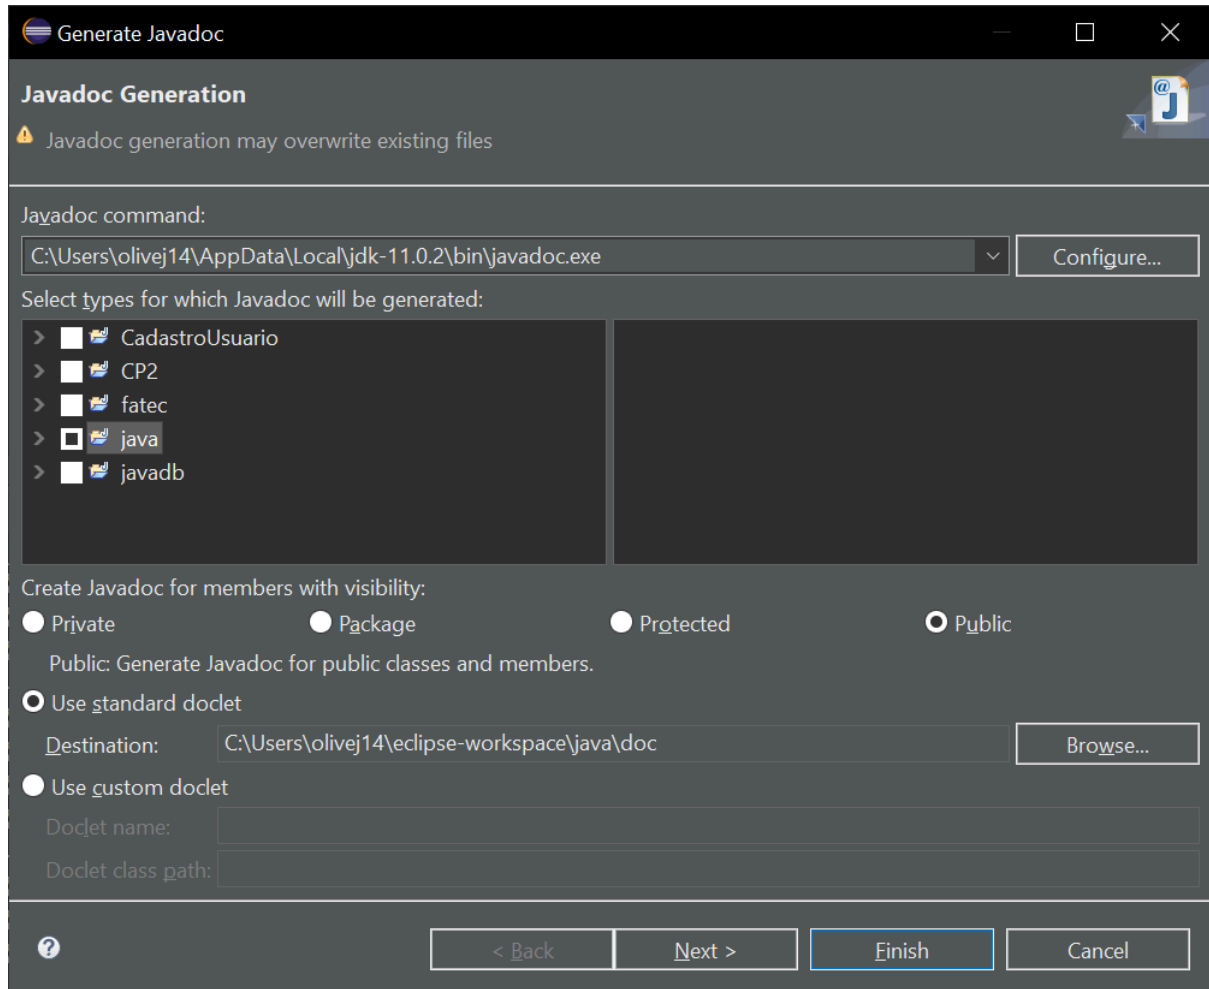 Generate Javadoc
Javadoc Generation
Javadoc generation may overwrite existing files
Javadoc command:
C:\Users\olivej14\AppData\Local\jdk-11.0.2\bin\javadoc.exe
Configure...
Select types for which Javadoc will be generated:
CadastroUsuario
CP2
fatec
java
javadb
Create Javadoc for members with visibility:
Private Package Protected Public
Public: Generate Javadoc for public classes and members.
Use standard doclet
Destination: C:\Users\olivej14\eclipse-workspace\java\doc Browse...
Use custom doclet
Doclet name:
Doclet class path:
< Back Next > Finish Cancel